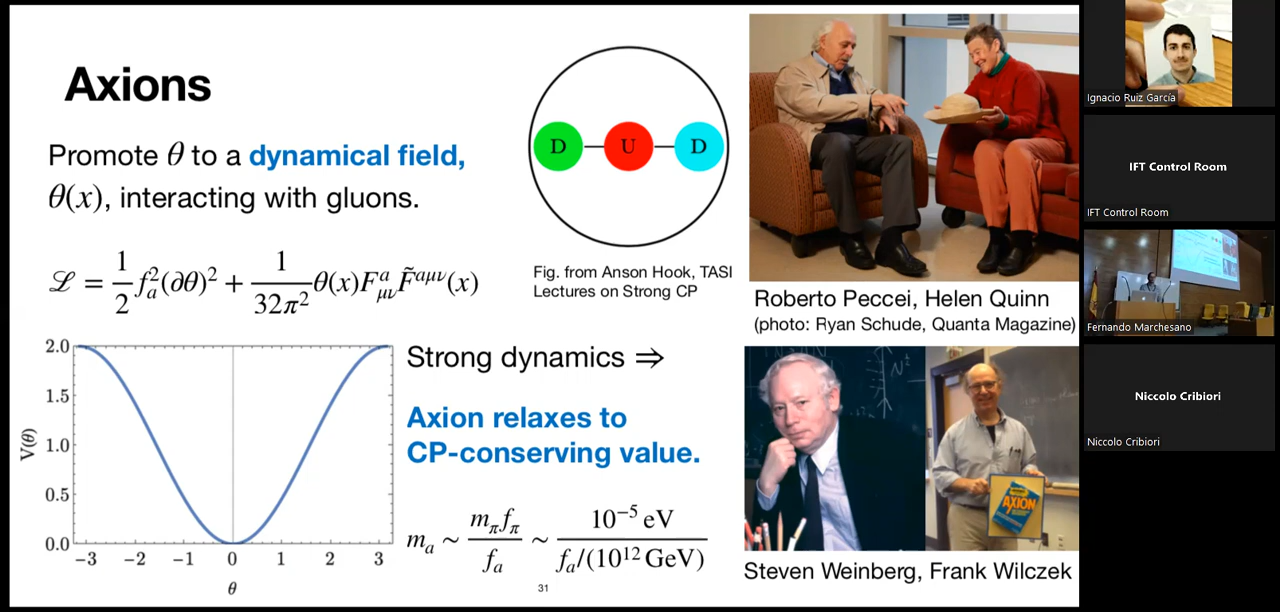 Axions
Promote θ to a dynamical field,
θ(x), interacting with gluons.
ℒ = 1/2 f_a^2(∂θ)^2 + 1/(32π^2) θ(x)F^a_{μν} F̃^{aμν}(x)
D U D
Fig. from Anson Hook, TASI
Lectures on Strong CP
Roberto Peccei, Helen Quinn
(photo: Ryan Schude, Quanta Magazine)
2.0
1.5
1.0
0.5
0.0
V(θ)
−3 −2 −1 0 1 2 3
θ
Strong dynamics ⇒
Axion relaxes to
CP-conserving value.
m_a ~ m_π f_π / f_a ~ 10^{−5} eV / f_a/(10^{12} GeV)
AXION
Steven Weinberg, Frank Wilczek
31
Ignacio Ruiz García
IFT Control Room
IFT Control Room
Fernando Marchesano
Niccolo Cribiori
Niccolo Cribiori